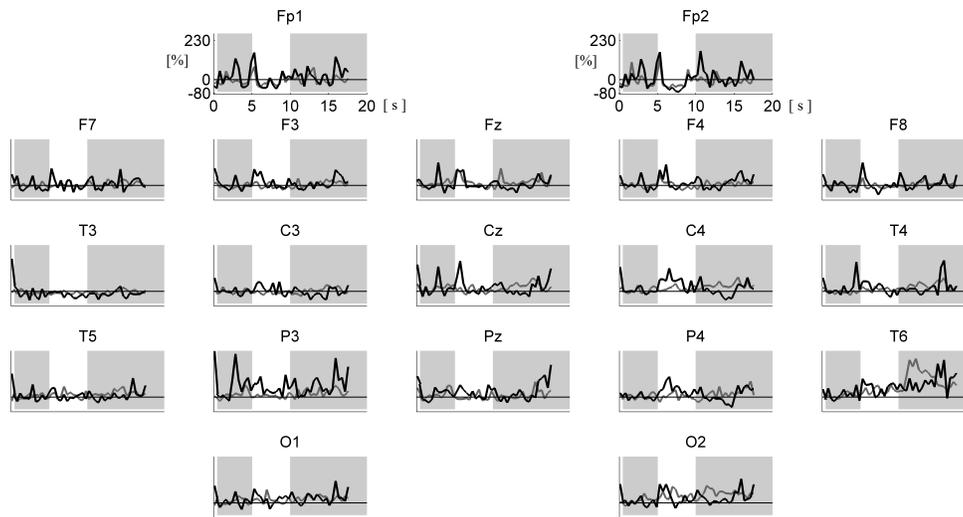 Fp1 Fp2
230 230
[%] [%]
0 0
-80 -80
0 5 10 15 20 [ s ] 0 5 10 15 20 [ s ]
F7 F3 Fz F4 F8
T3 C3 Cz C4 T4
T5 P3 Pz P4 T6
O1 O2